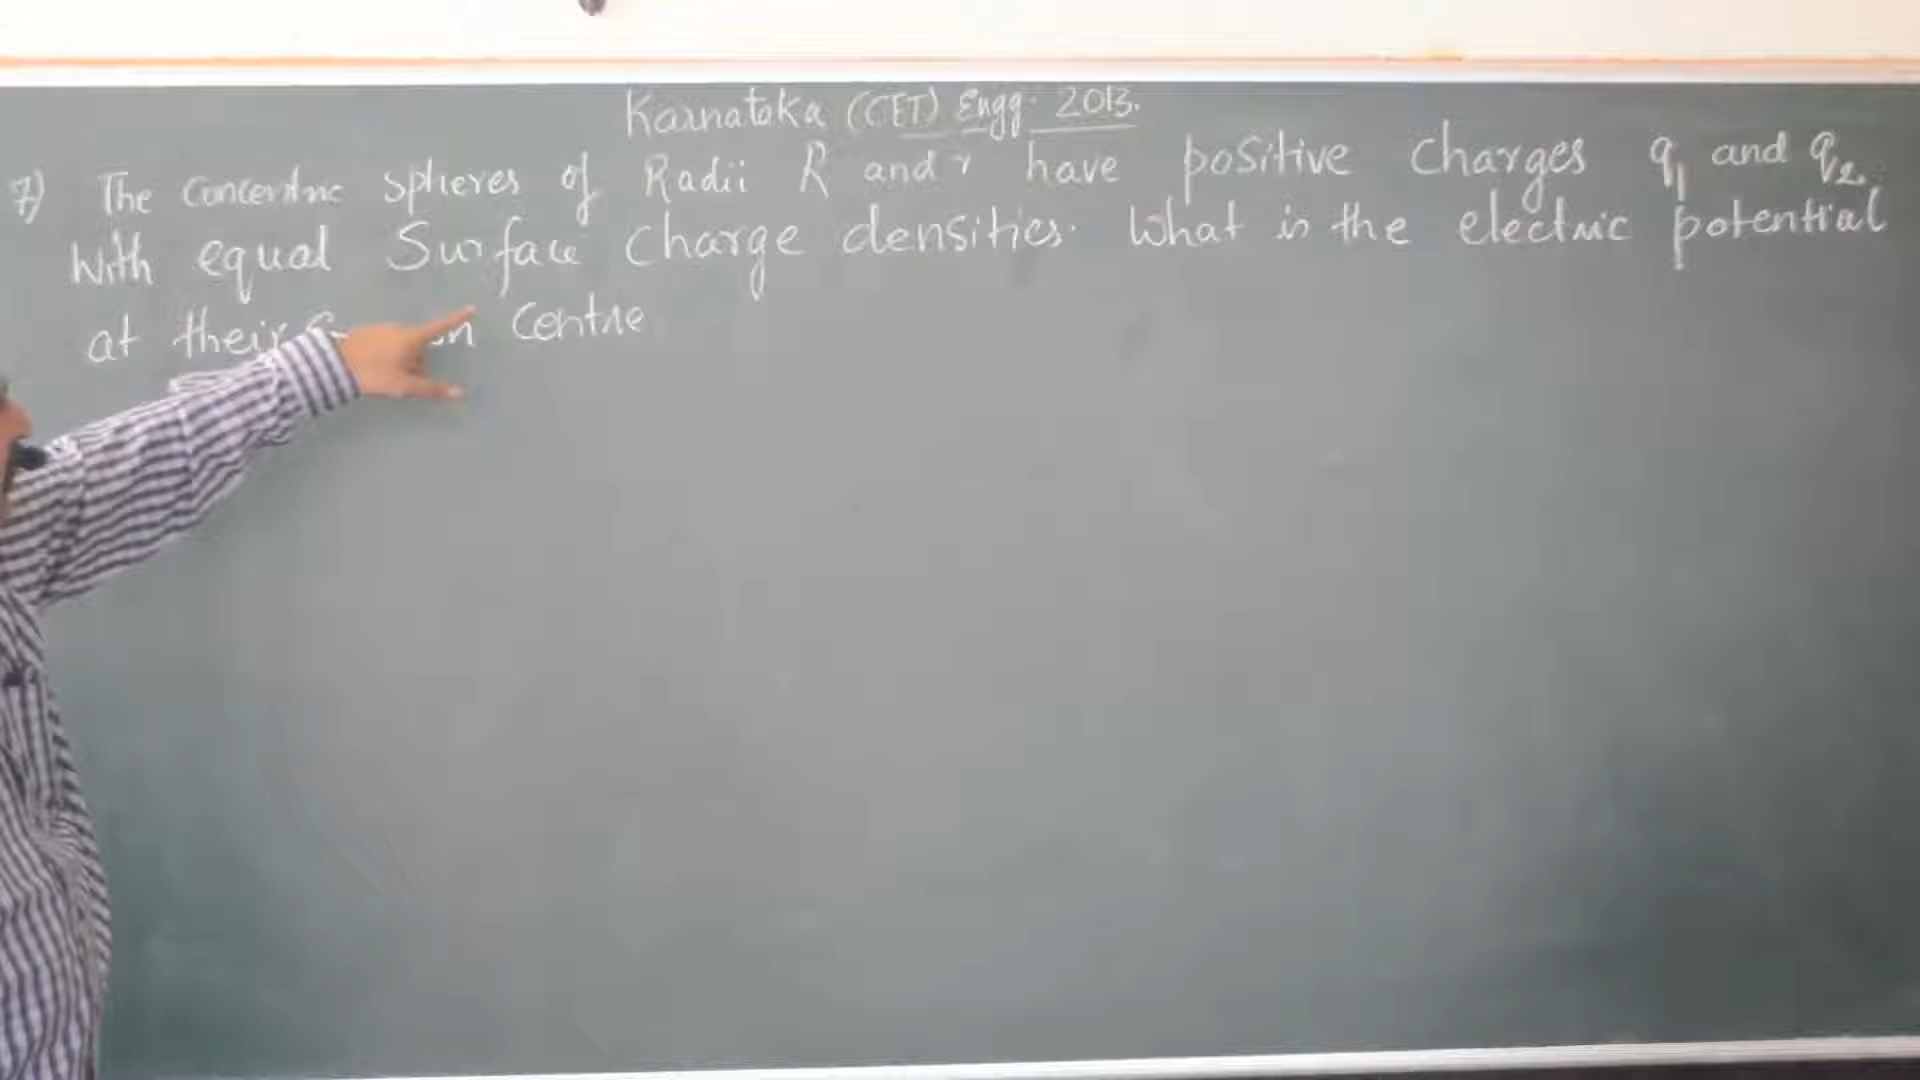 Karnataka (CET) Engg. 2013.
7) The concentric spheres of Radii R and r have positive charges q₁ and q₂.
With equal Surface Charge densities. What is the electric potential
at their centre